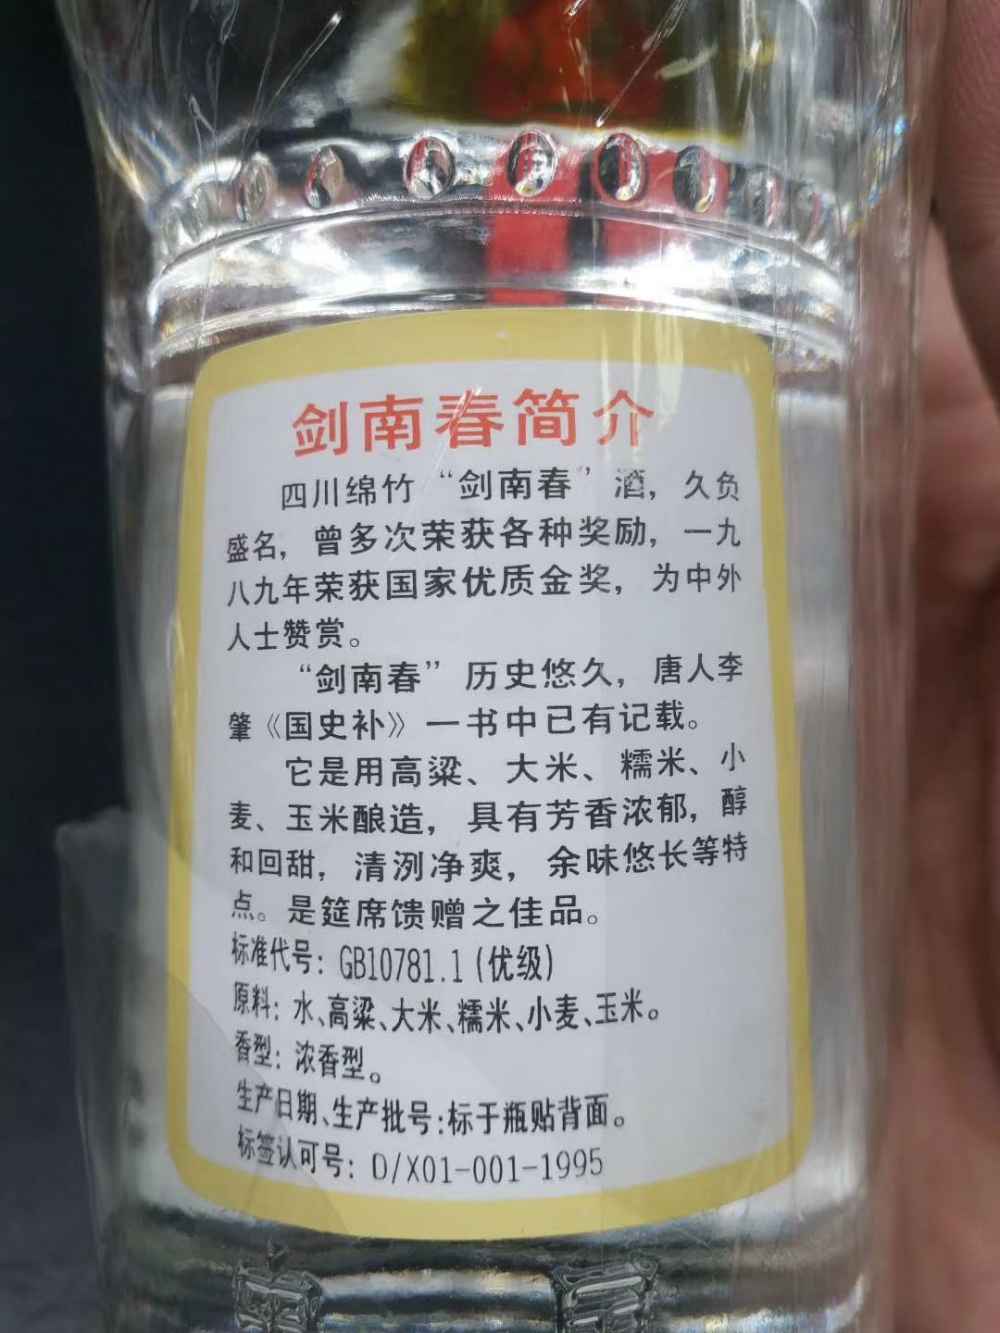 剑南春简介
四川绵竹“剑南春”酒，久负
盛名，曾多次荣获各种奖励，一九
八九年荣获国家优质金奖，为中外
人士赞赏。
“剑南春”历史悠久，唐人李
肇《国史补》一书中已有记载。
它是用高粱、大米、糯米、小
麦、玉米酿造，具有芳香浓郁，醇
和回甜，清洌净爽，余味悠长等特
点。是筵席馈赠之佳品。
标准代号：GB10781.1(优级)
原料：水、高粱、大米、糯米、小麦、玉米。
香型：浓香型。
生产日期、生产批号:标于瓶贴背面。
标签认可号：D/X01-001-1995